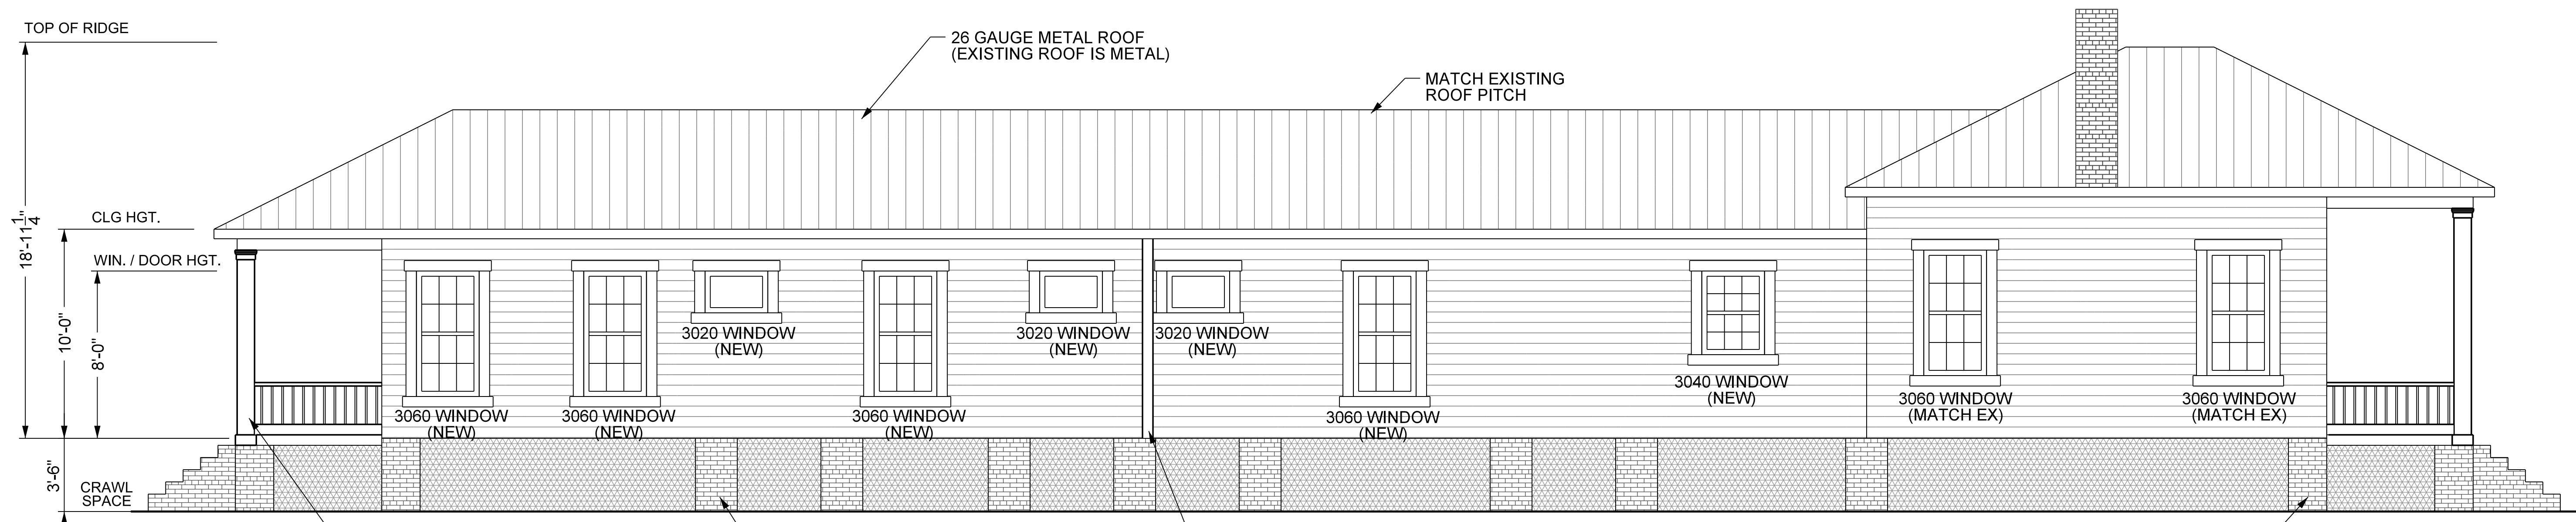 TOP OF RIDGE
26 GAUGE METAL ROOF
(EXISTING ROOF IS METAL)
MATCH EXISTING
ROOF PITCH
CLG HGT.
WIN. / DOOR HGT.
18'-11 1/4"
10'-0"
8'-0"
3'-6"
CRAWL
SPACE
3060 WINDOW
(NEW)
3060 WINDOW
(NEW)
3020 WINDOW
(NEW)
3060 WINDOW
(NEW)
3020 WINDOW
(NEW)
3020 WINDOW
(NEW)
3060 WINDOW
(NEW)
3040 WINDOW
(NEW)
3060 WINDOW
(MATCH EX)
3060 WINDOW
(MATCH EX)